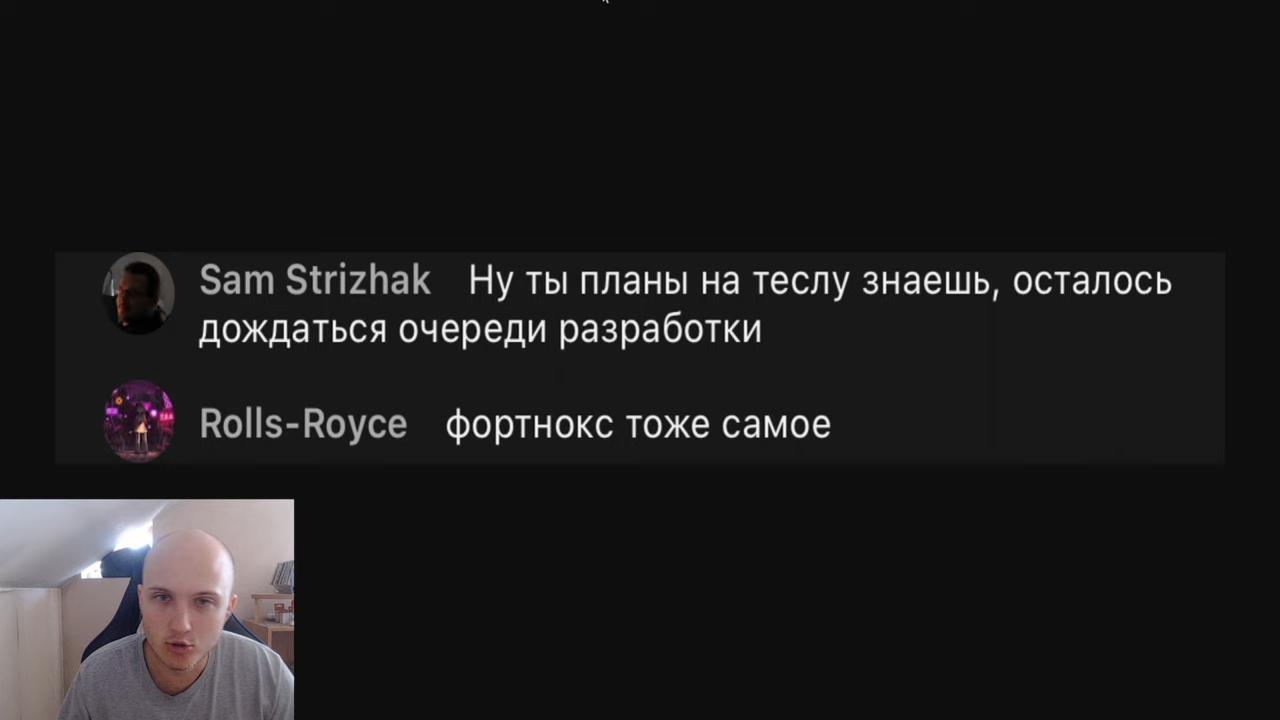 Sam Strizhak Ну ты планы на теслу знаешь, осталось
дождаться очереди разработки
Rolls-Royce фортнокс тоже самое